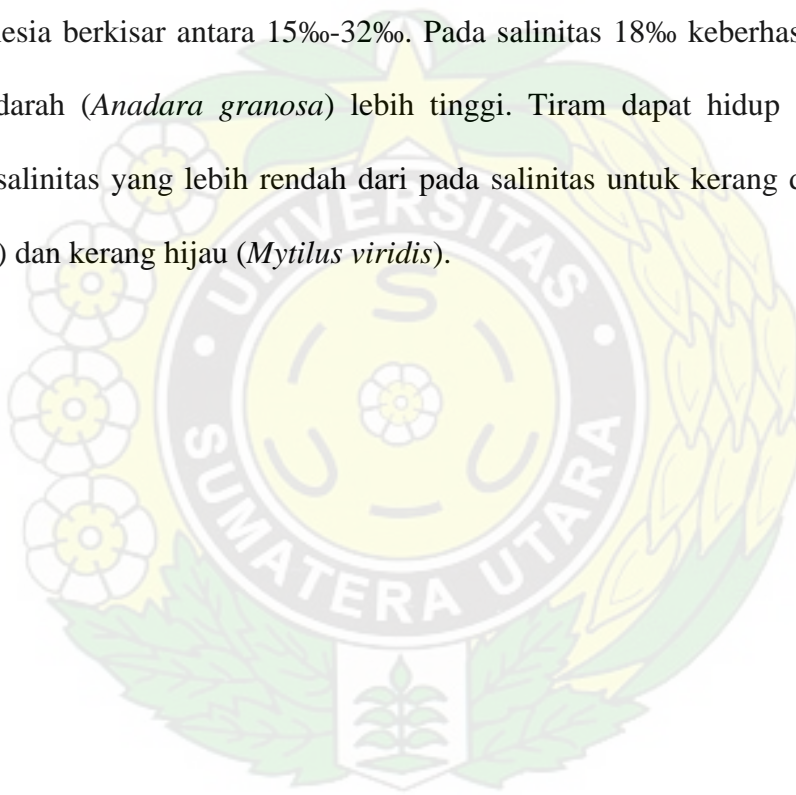 nesia berkisar antara 15‰-32‰. Pada salinitas 18‰ keberhas
darah (Anadara granosa) lebih tinggi. Tiram dapat hidup
salinitas yang lebih rendah dari pada salinitas untuk kerang d
) dan kerang hijau (Mytilus viridis).
UNIVERSITAS
S
U U
SUMATERA UTARA